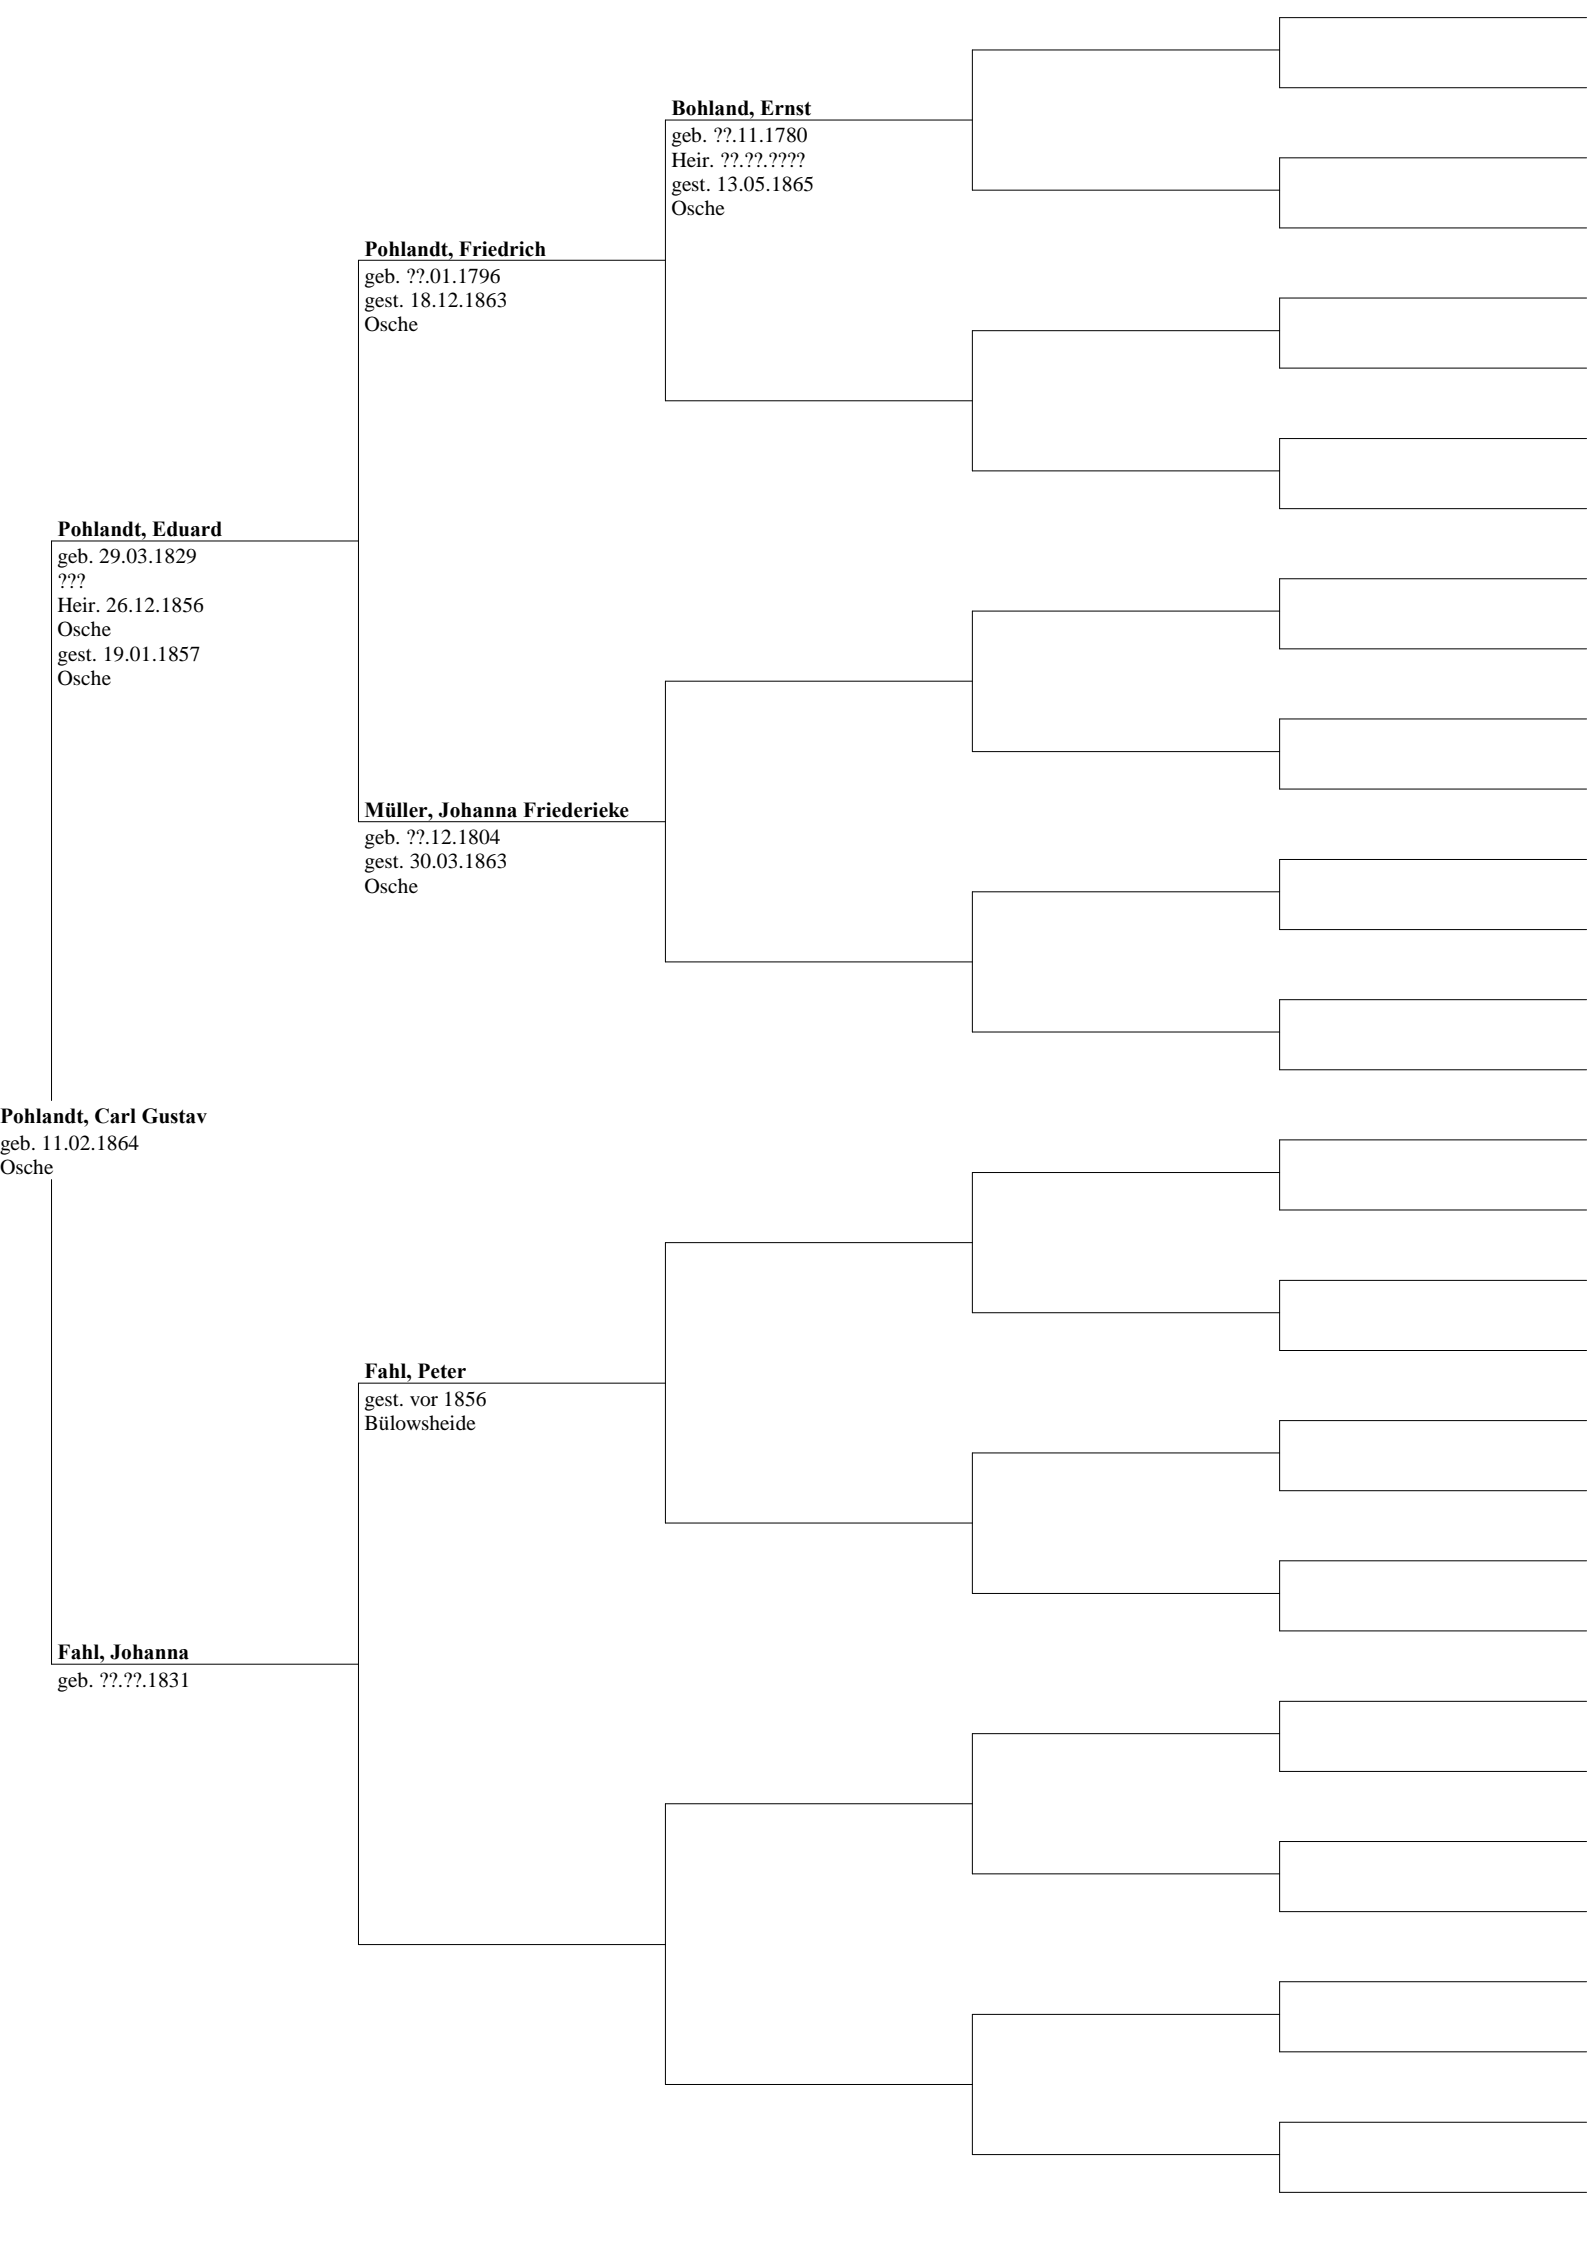 Bohland, Ernst
geb. ??.11.1780
Heir. ??.??.????
gest. 13.05.1865
Osche
Pohlandt, Friedrich
geb. ??.01.1796
gest. 18.12.1863
Osche
Pohlandt, Eduard
geb. 29.03.1829
???
Heir. 26.12.1856
Osche
gest. 19.01.1857
Osche
Müller, Johanna Friederieke
geb. ??.12.1804
gest. 30.03.1863
Osche
Pohlandt, Carl Gustav
geb. 11.02.1864
Osche
Fahl, Peter
gest. vor 1856
Bülowsheide
Fahl, Johanna
geb. ??.??.1831